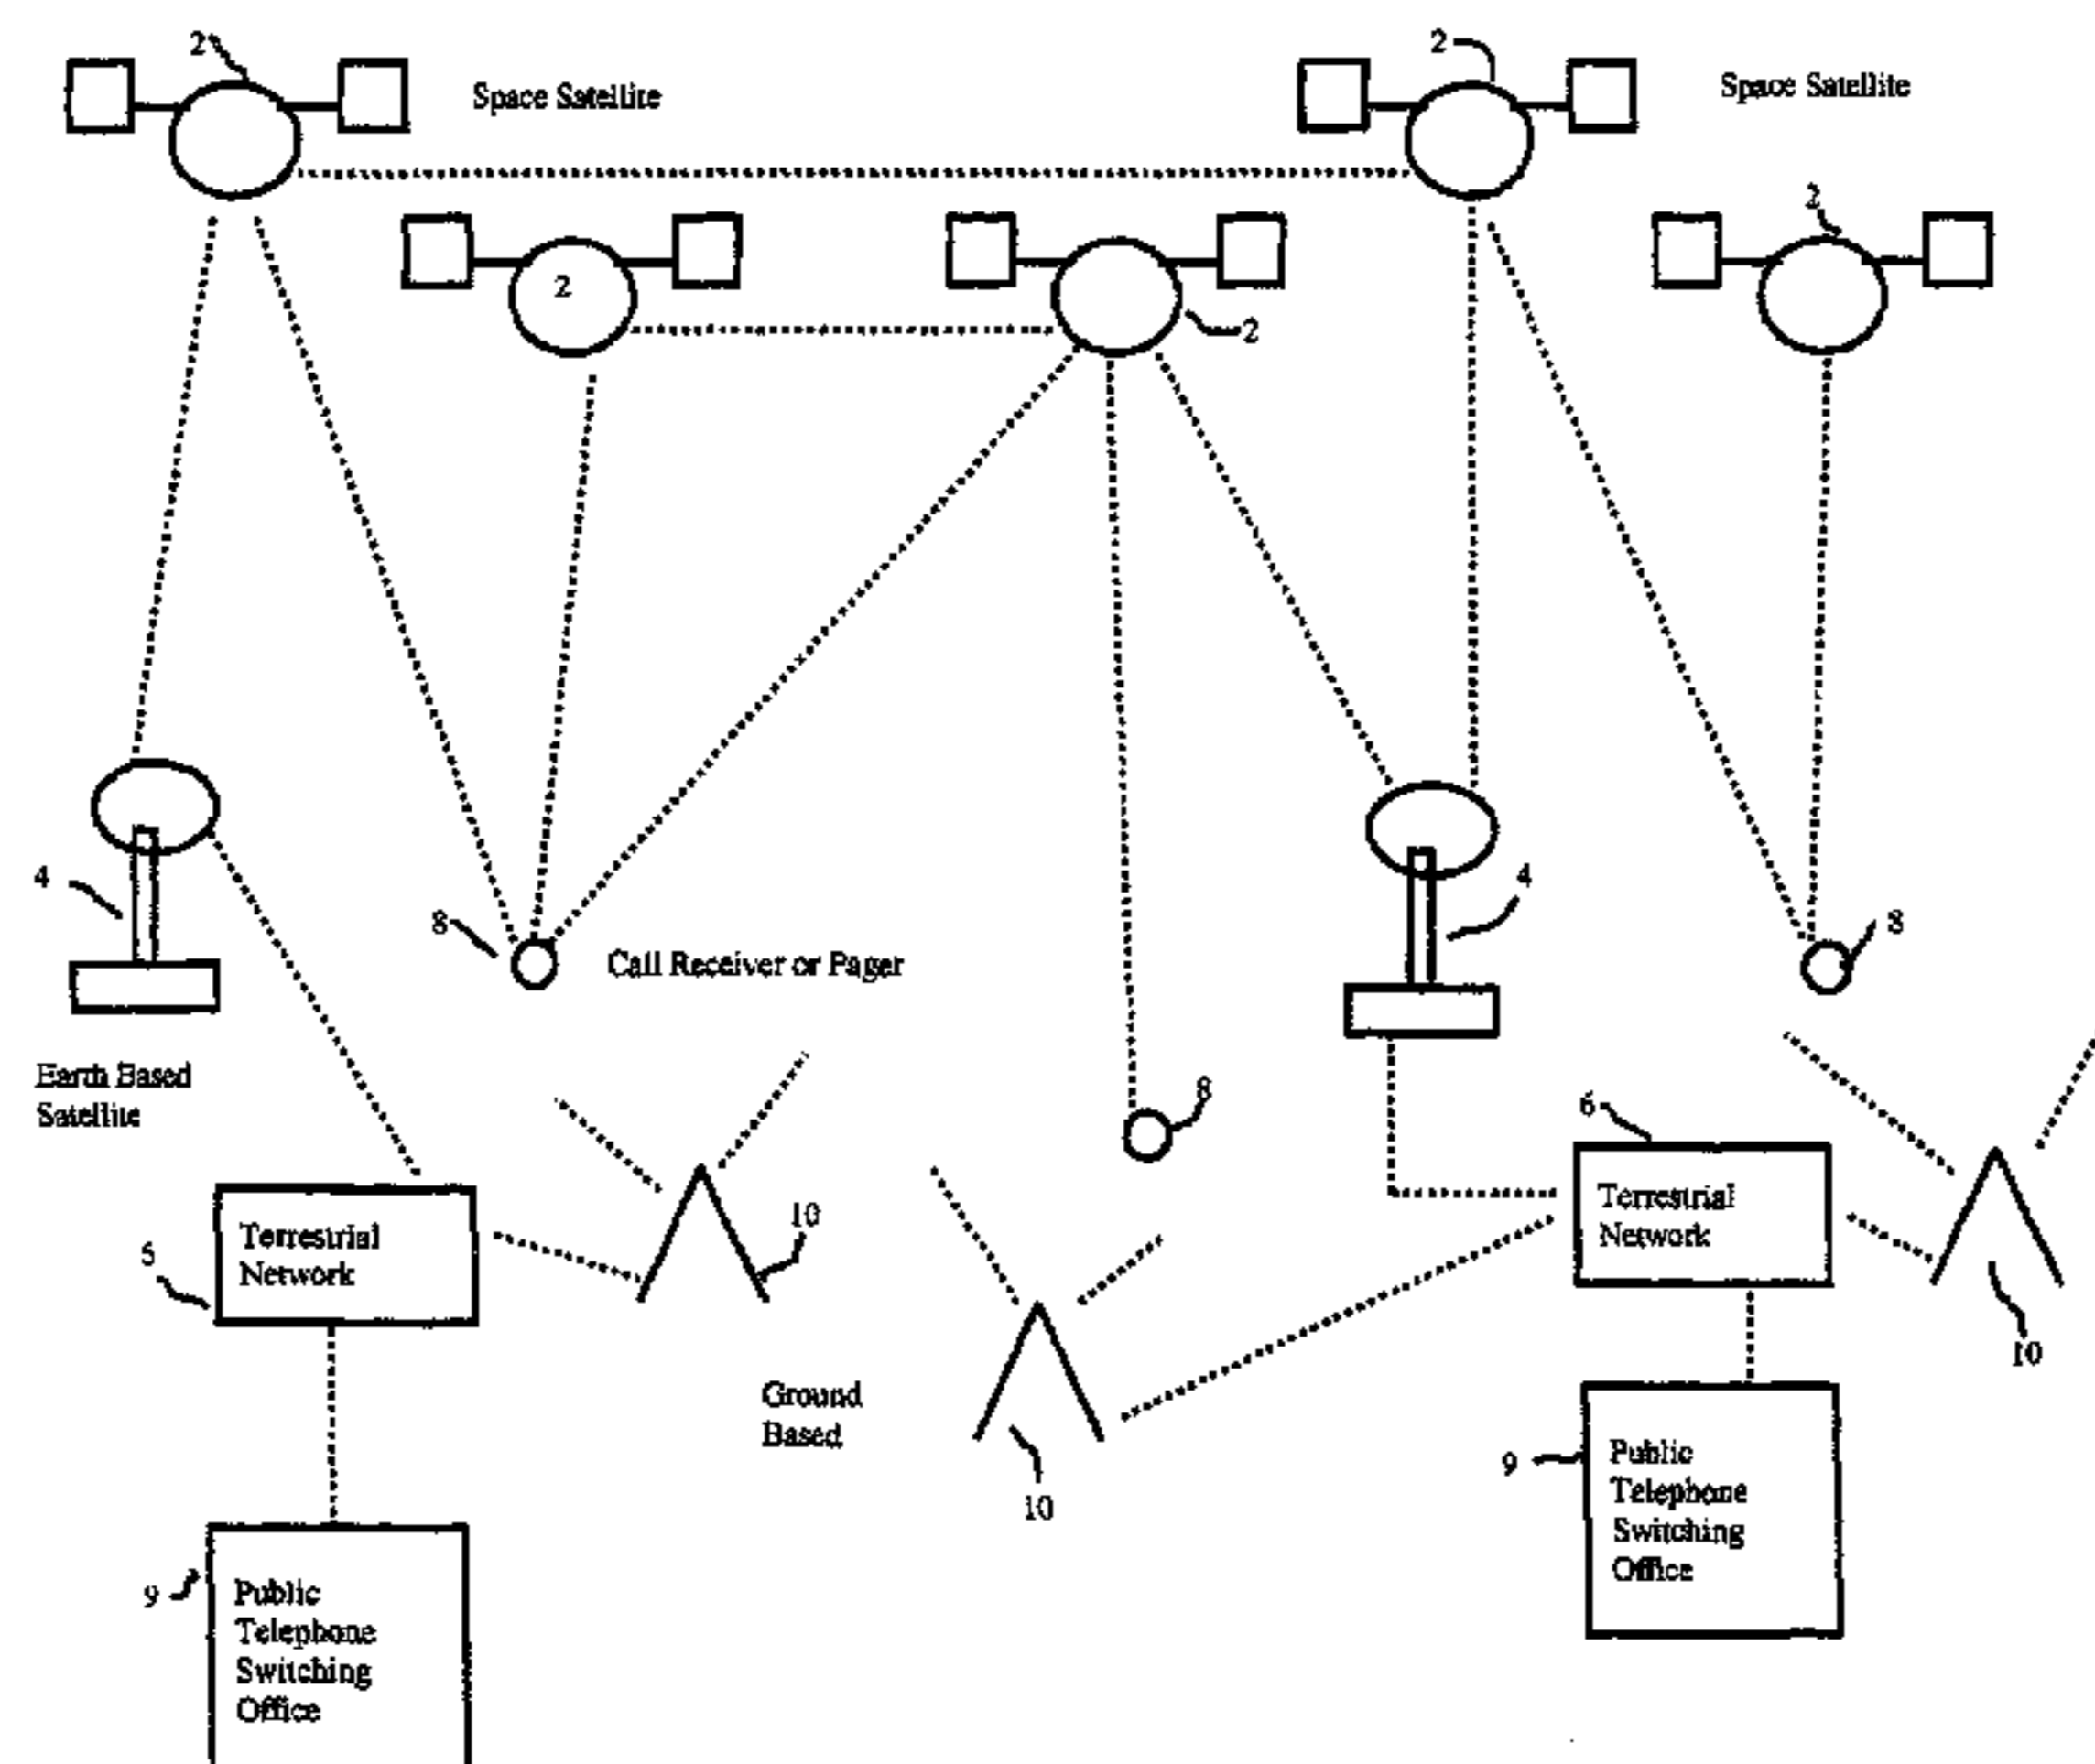 2
2
Space Satellite
Space Satellite
2
2
2
4
4
8
8
Call Receiver or Pager
Earth Based
Satellite
8
6
Terrestrial
Network
10
Terrestrial
Network
5
10
Ground
Based
9
Public
Telephone
Switching
Office
10
9
Public
Telephone
Switching
Office